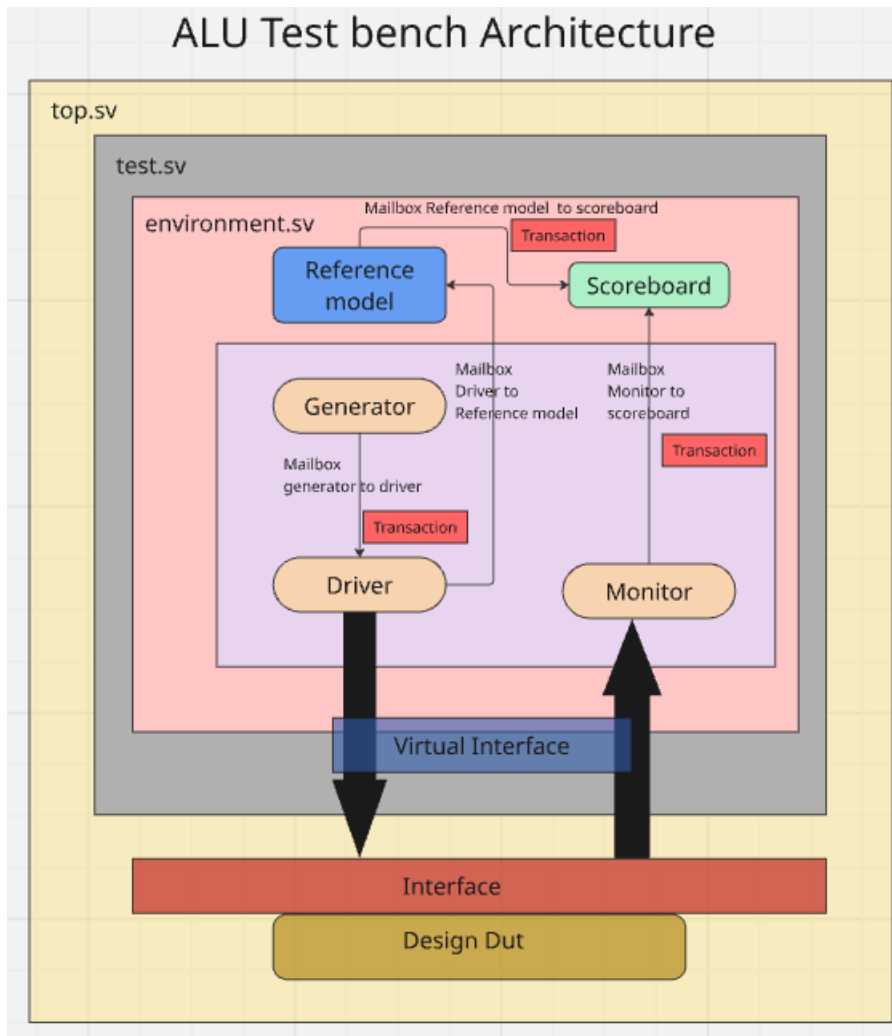 ALU Test bench Architecture
top.sv
test.sv
environment.sv
Mailbox Reference model to scoreboard
Transaction
Reference
model
Scoreboard
Generator
Mailbox
Driver to
Reference model
Mailbox
Monitor to
scoreboard
Transaction
Mailbox
generator to driver
Transaction
Driver
Monitor
Virtual Interface
Interface
Design Dut